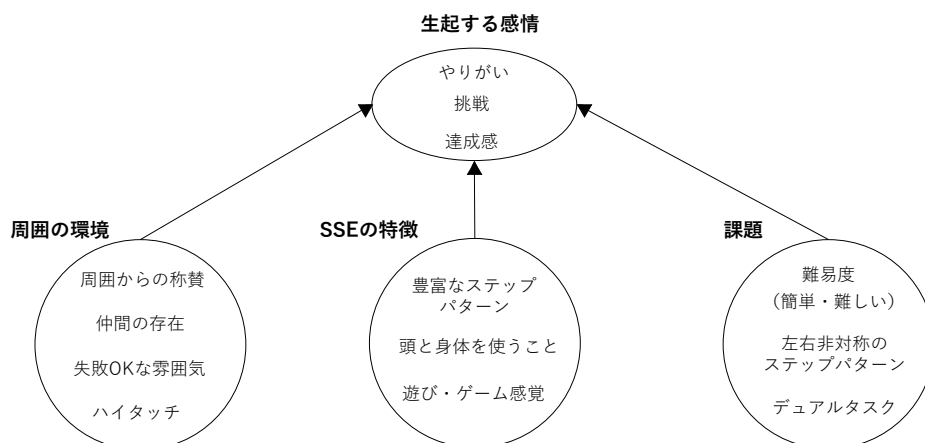 生起する感情
やりがい
挑戦
達成感
周囲の環境
周囲からの称賛
仲間の存在
失敗OKな雰囲気
ハイタッチ
SSEの特徴
豊富なステップ
パターン
頭と身体を使うこと
遊び・ゲーム感覚
課題
難易度
（簡単・難しい）
左右非対称の
ステップパターン
デュアルタスク